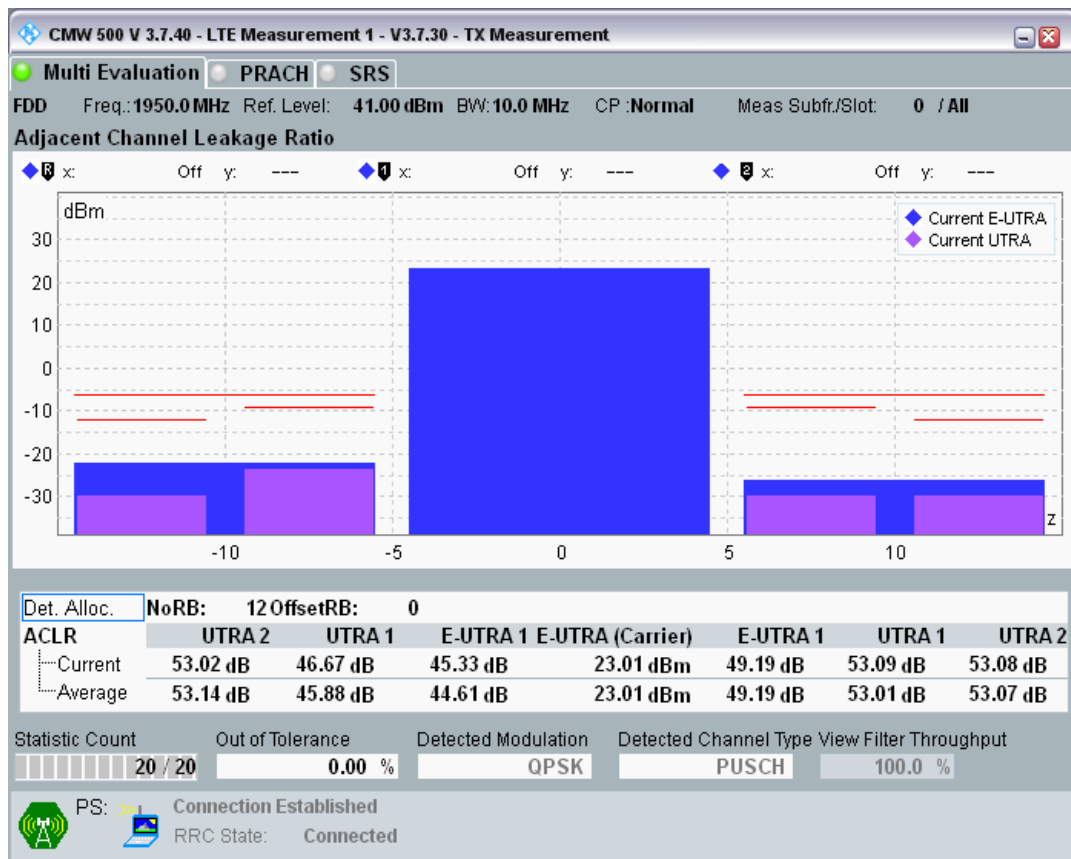 CMW 500 V 3.7.40 - LTE Measurement 1 - V3.7.30 - TX Measurement
Multi Evaluation PRACH SRS
FDD Freq.:1950.0 MHz Ref. Level: 41.00 dBm BW:10.0 MHz CP :Normal Meas Subfr./Slot: 0 / All
Adjacent Channel Leakage Ratio
R x: Off y: --- 1 x: Off y: --- 2 x: Off y: ---
dBm
Current E-UTRA
Current UTRA
30
20
10
0
-10
-20
-30
z
-10 -5 0 5 10
Det. Alloc. NoRB: 12 OffsetRB: 0
ACLR UTRA 2 UTRA 1 E-UTRA 1 E-UTRA (Carrier) E-UTRA 1 UTRA 1 UTRA 2
Current 53.02 dB 46.67 dB 45.33 dB 23.01 dBm 49.19 dB 53.09 dB 53.08 dB
Average 53.14 dB 45.88 dB 44.61 dB 23.01 dBm 49.19 dB 53.01 dB 53.07 dB
Statistic Count Out of Tolerance Detected Modulation Detected Channel Type View Filter Throughput
20 / 20 0.00 % QPSK PUSCH 100.0 %
PS: Connection Established
RRC State: Connected